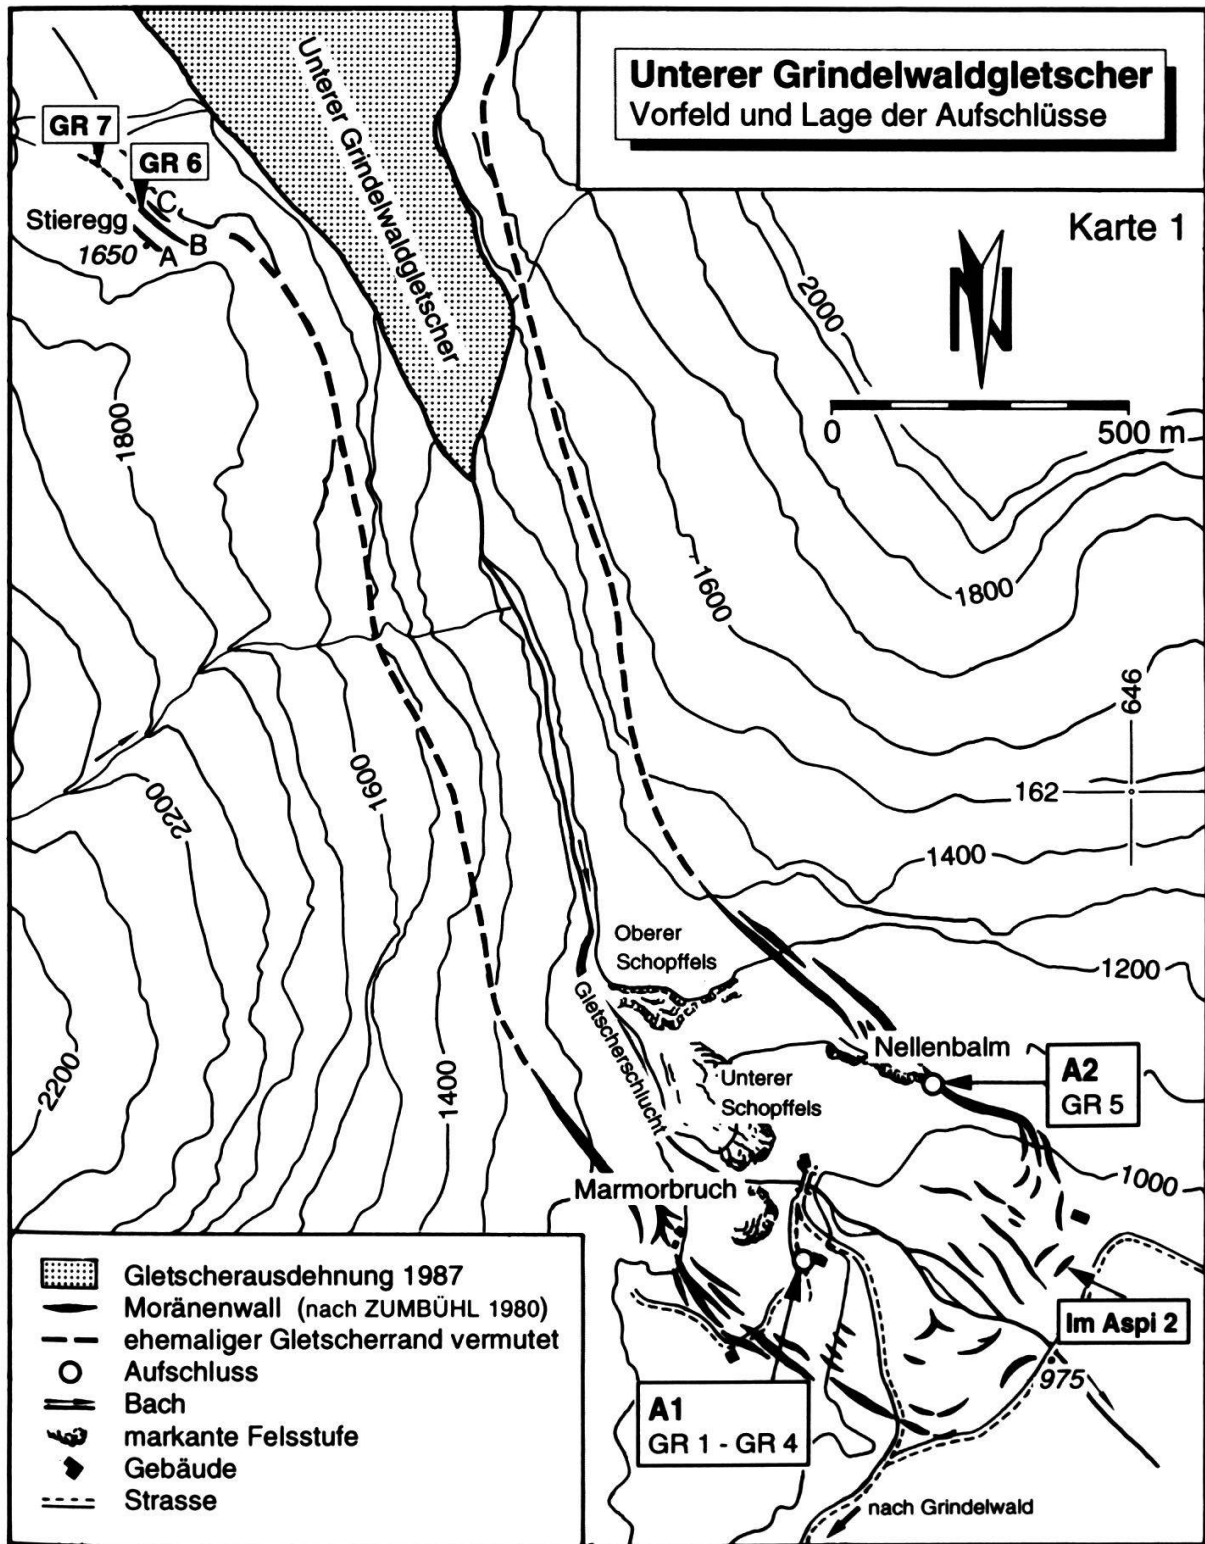 Unterer Grindelwaldgletscher
Vorfeld und Lage der Aufschlüsse
Karte 1
N
0
500 m
Unterer Grindelwaldgletscher
GR 7
GR 6
C
Stieregg
B
1650
A
2000
1800
1600
1800
646
162
1400
2200
1600
Oberer
Schopffels
1200
Gletscherschlucht
Nellenbalm
A2
GR 5
Unterer
Schopffels
2200
1400
Marmorbruch
1000
Im Aspi 2
975
A1
GR 1 - GR 4
nach Grindelwald
Gletscherausdehnung 1987
Moränenwall (nach ZUMBÜHL 1980)
ehemaliger Gletscherrand vermutet
Aufschluss
Bach
markante Felsstufe
Gebäude
Strasse